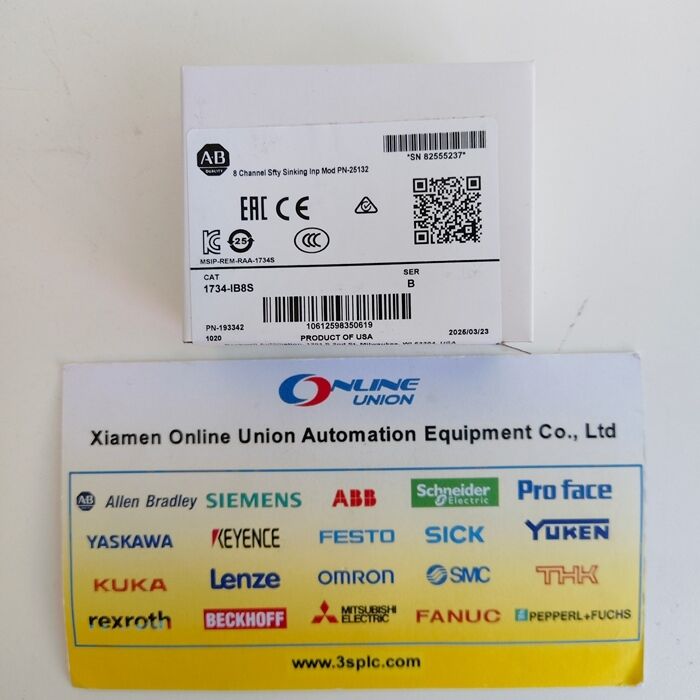 AB
QUALITY
8 Channel Sfty Sinking Inp Mod PN-25132
*SN 82555237*
EAC CE
25
CCC
MSIP-REM-RAA-1734S
CAT
1734-IB8S
SER
B
10612598350619
PN-193342
1020
PRODUCT OF USA
2025/03/23
ONLINE
UNION
Xiamen Online Union Automation Equipment Co., Ltd
AB Allen Bradley SIEMENS ABB Schneider Electric Pro face
YASKAWA KEYENCE FESTO SICK YUKEN
KUKA Lenze OMRON SMC THK
rexroth BECKHOFF MITSUBISHI ELECTRIC FANUC PEPPERL+FUCHS
www.3splc.com